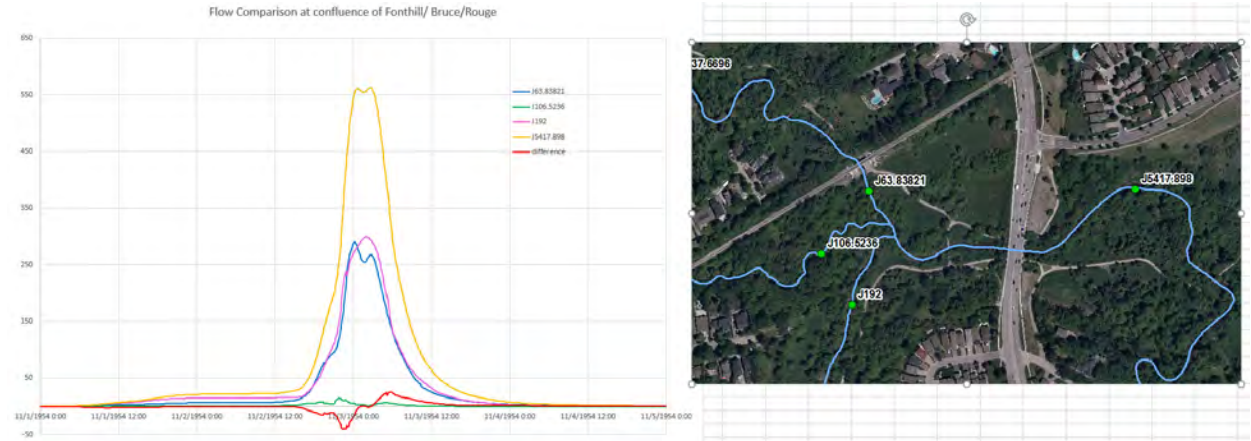 Flow Comparison at confluence of Fonthill/ Bruce/Rouge
650
550
450
350
250
150
50
-50
J63.83821
J106.5236
J192
J5417.898
difference
11/1/1954 0:00
11/1/1954 12:00
11/2/1954 0:00
11/2/1954 12:00
11/3/1954 0:00
11/3/1954 12:00
11/4/1954 0:00
11/4/1954 12:00
11/5/1954 0:00
37.6696
J63.83821
J5417.898
J106.5236
J192